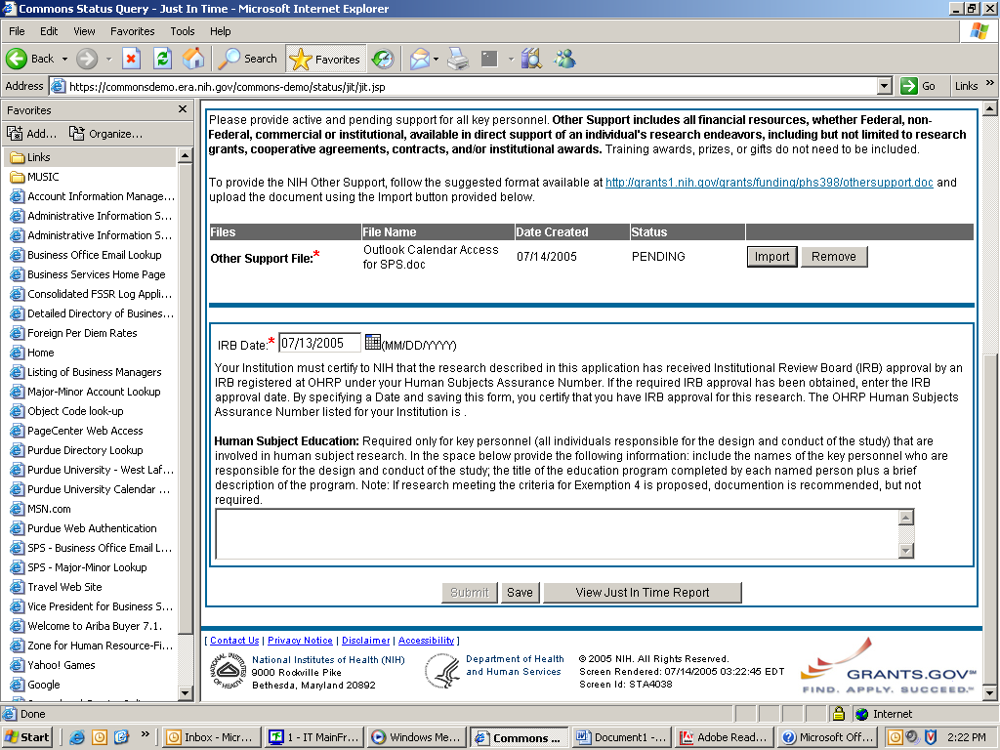 Commons Status Query - Just In Time - Microsoft Internet Explorer
File Edit View Favorites Tools Help
Back Search Favorites
Address https://commonsdemo.era.nih.gov/commons-demo/status/jit/jit.jsp Go Links »
Favorites
Add... Organize...
Links
MUSIC
Account Information Manage...
Administrative Information S...
Administrative Information S...
Business Office Email Lookup
Business Services Home Page
Consolidated FSSR Log Appli...
Detailed Directory of Busines...
Foreign Per Diem Rates
Home
Listing of Business Managers
Major-Minor Account Lookup
Object Code look-up
PageCenter Web Access
Purdue Directory Lookup
Purdue University - West Laf...
Purdue University Calendar ...
MSN.com
Purdue Web Authentication
SPS - Business Office Email L...
SPS - Major-Minor Lookup
Travel Web Site
Vice President for Business S...
Welcome to Ariba Buyer 7.1.
Zone for Human Resource-Fi...
Yahoo! Games
Google
Please provide active and pending support for all key personnel. Other Support includes all financial resources, whether Federal, non-
Federal, commercial or institutional, available in direct support of an individual's research endeavors, including but not limited to research
grants, cooperative agreements, contracts, and/or institutional awards. Training awards, prizes, or gifts do not need to be included.
To provide the NIH Other Support, follow the suggested format available at http://grants1.nih.gov/grants/funding/phs398/othersupport.doc and
upload the document using the Import button provided below.
Files File Name Date Created Status
Other Support File:* Outlook Calendar Access
for SPS.doc 07/14/2005 PENDING Import Remove
IRB Date:* 07/13/2005 (MM/DD/YYYY)
Your Institution must certify to NIH that the research described in this application has received Institutional Review Board (IRB) approval by an
IRB registered at OHRP under your Human Subjects Assurance Number. If the required IRB approval has been obtained, enter the IRB
approval date. By specifying a Date and saving this form, you certify that you have IRB approval for this research. The OHRP Human Subjects
Assurance Number listed for your Institution is .
Human Subject Education: Required only for key personnel (all individuals responsible for the design and conduct of the study) that are
involved in human subject research. In the space below provide the following information: include the names of the key personnel who are
responsible for the design and conduct of the study; the title of the education program completed by each named person plus a brief
description of the program. Note: If research meeting the criteria for Exemption 4 is proposed, documention is recommended, but not
required.
Submit Save View Just In Time Report
[ Contact Us | Privacy Notice | Disclaimer | Accessibility ]
National Institutes of Health (NIH)
9000 Rockville Pike
Bethesda, Maryland 20892
Department of Health
and Human Services
© 2005 NIH. All Rights Reserved.
Screen Rendered: 07/14/2005 03:22:45 EDT
Screen Id: STA4038
GRANTS.GOV℠
FIND. APPLY. SUCCEED.℠
Done Internet
Start » Inbox - Micr... 1 - IT MainFr... Windows Me... Commons ... Document1 -... Adobe Read... Microsoft Off... 2:22 PM